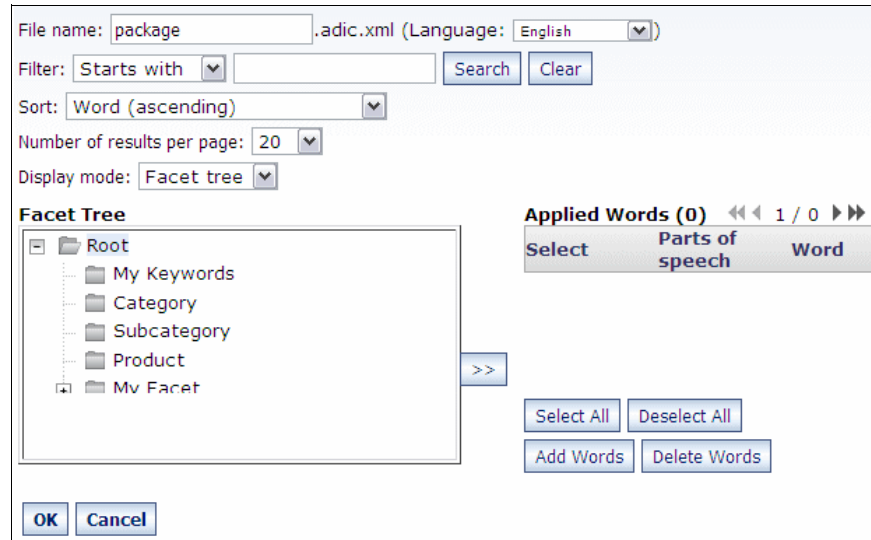 File name: package .adic.xml (Language: English )
Filter: Starts with Search Clear
Sort: Word (ascending)
Number of results per page: 20
Display mode: Facet tree
Facet Tree
Root
My Keywords
Category
Subcategory
Product
My Facet
>>
Applied Words (0) 1 / 0
Select Parts of speech Word
Select All Deselect All
Add Words Delete Words
OK Cancel